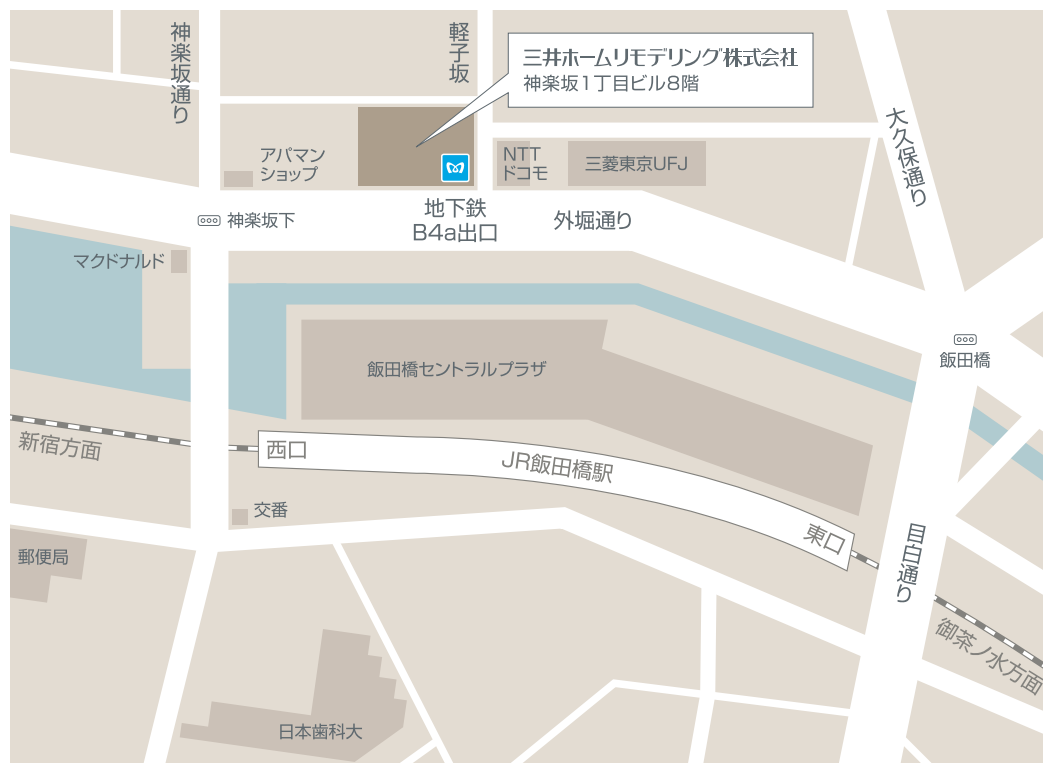 神楽坂通り
軽子坂
三井ホームリモデリング株式会社
神楽坂1丁目ビル8階
大久保通り
アパマン
ショップ
NTT
ドコモ
三菱東京UFJ
神楽坂下
地下鉄
B4a出口
外堀通り
マクドナルド
飯田橋
飯田橋セントラルプラザ
新宿方面
西口
JR飯田橋駅
東口
交番
郵便局
目白通り
御茶ノ水方面
日本歯科大